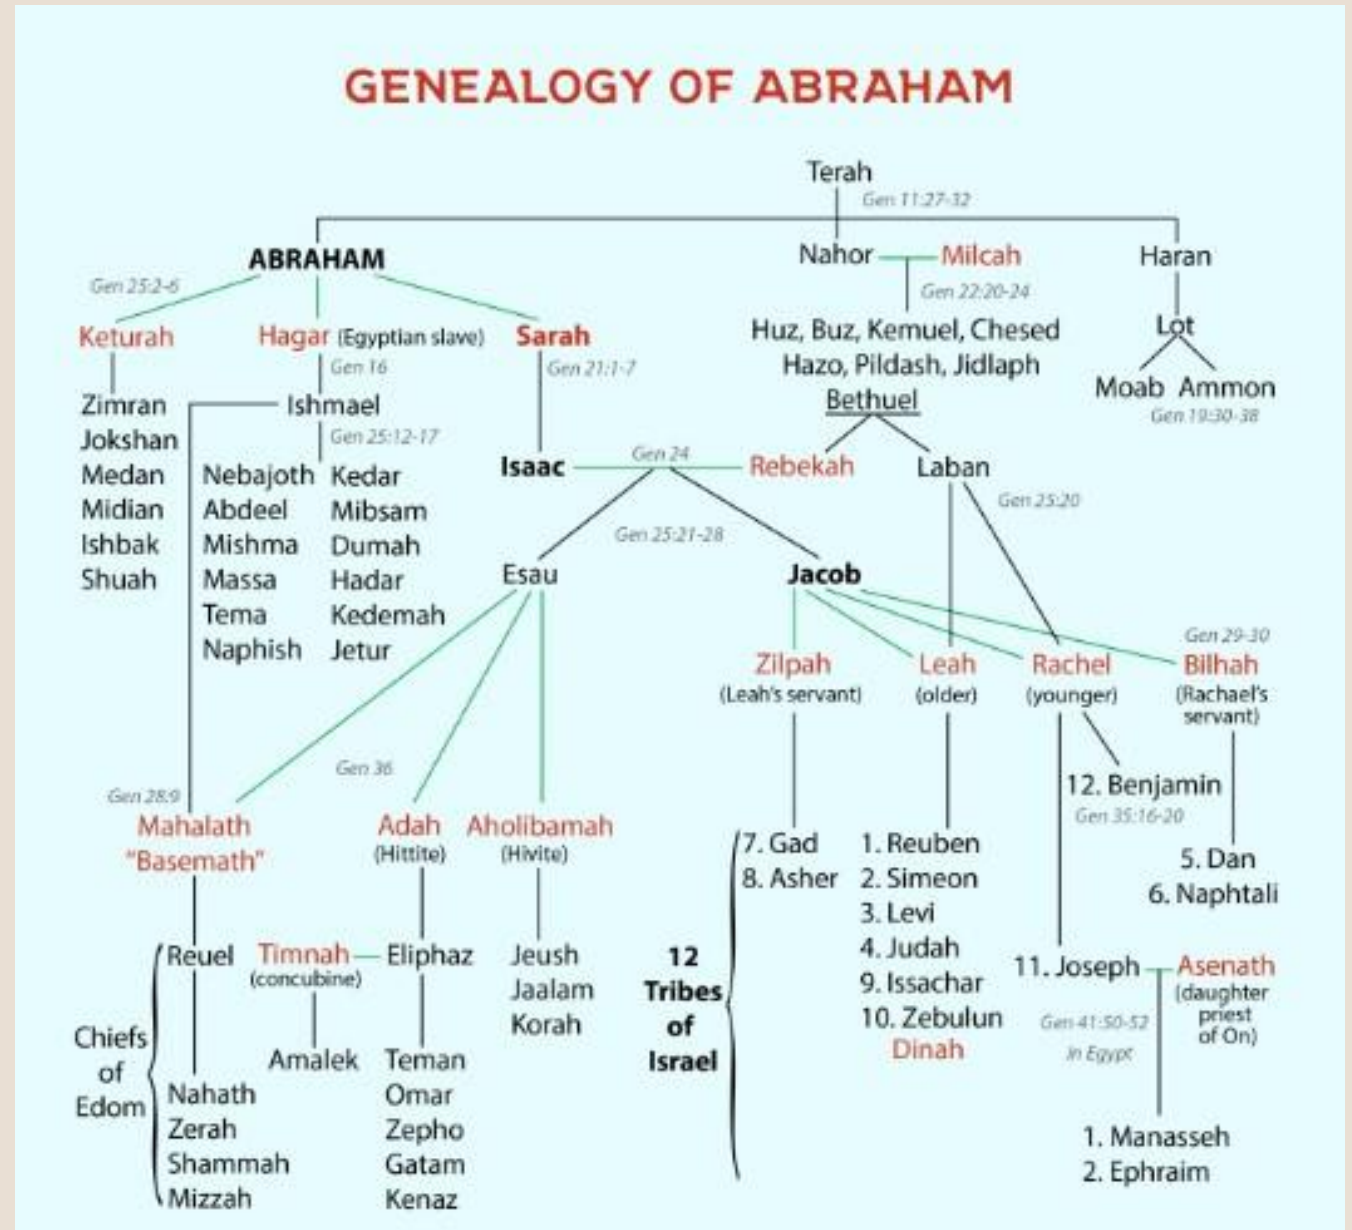 GENEALOGY OF ABRAHAM
Terah
Gen 11:27-32
ABRAHAM
Nahor
Milcah
Haran
Gen 25:2-6
Gen 22:20-24
Keturah
Hagar (Egyptian slave)
Sarah
Huz, Buz, Kemuel, Chesed
Hazo, Pildash, Jidlaph
Bethuel
Lot
Gen 16
Gen 21:1-7
Moab Ammon
Gen 19:30-38
Zimran
Jokshan
Medan
Midian
Ishbak
Shuah
Ishmael
Gen 25:12-17
Nebajoth Kedar
Abdeel Mibsam
Mishma Dumah
Massa Hadar
Tema Kedemah
Naphish Jetur
Isaac
Gen 24
Rebekah
Laban
Gen 25:20
Gen 25:21-28
Esau
Jacob
Gen 29-30
Zilpah
(Leah's servant)
Leah
(older)
Rachel
(younger)
Bilhah
(Rachael's
servant)
Gen 36
Gen 28:9
Mahalath
"Basemath"
Adah
(Hittite)
Aholibamah
(Hivite)
12. Benjamin
Gen 35:16-20
7. Gad
8. Asher
1. Reuben
2. Simeon
3. Levi
4. Judah
9. Issachar
10. Zebulun
Dinah
5. Dan
6. Naphtali
Reuel
Timnah
(concubine)
Eliphaz
Jeush
Jaalam
Korah
12
Tribes
of
Israel
11. Joseph
Asenath
(daughter
priest
of On)
Gen 41:50-52
in Egypt
Chiefs
of
Edom
Amalek
Teman
Omar
Zepho
Gatam
Kenaz
Nahath
Zerah
Shammah
Mizzah
1. Manasseh
2. Ephraim